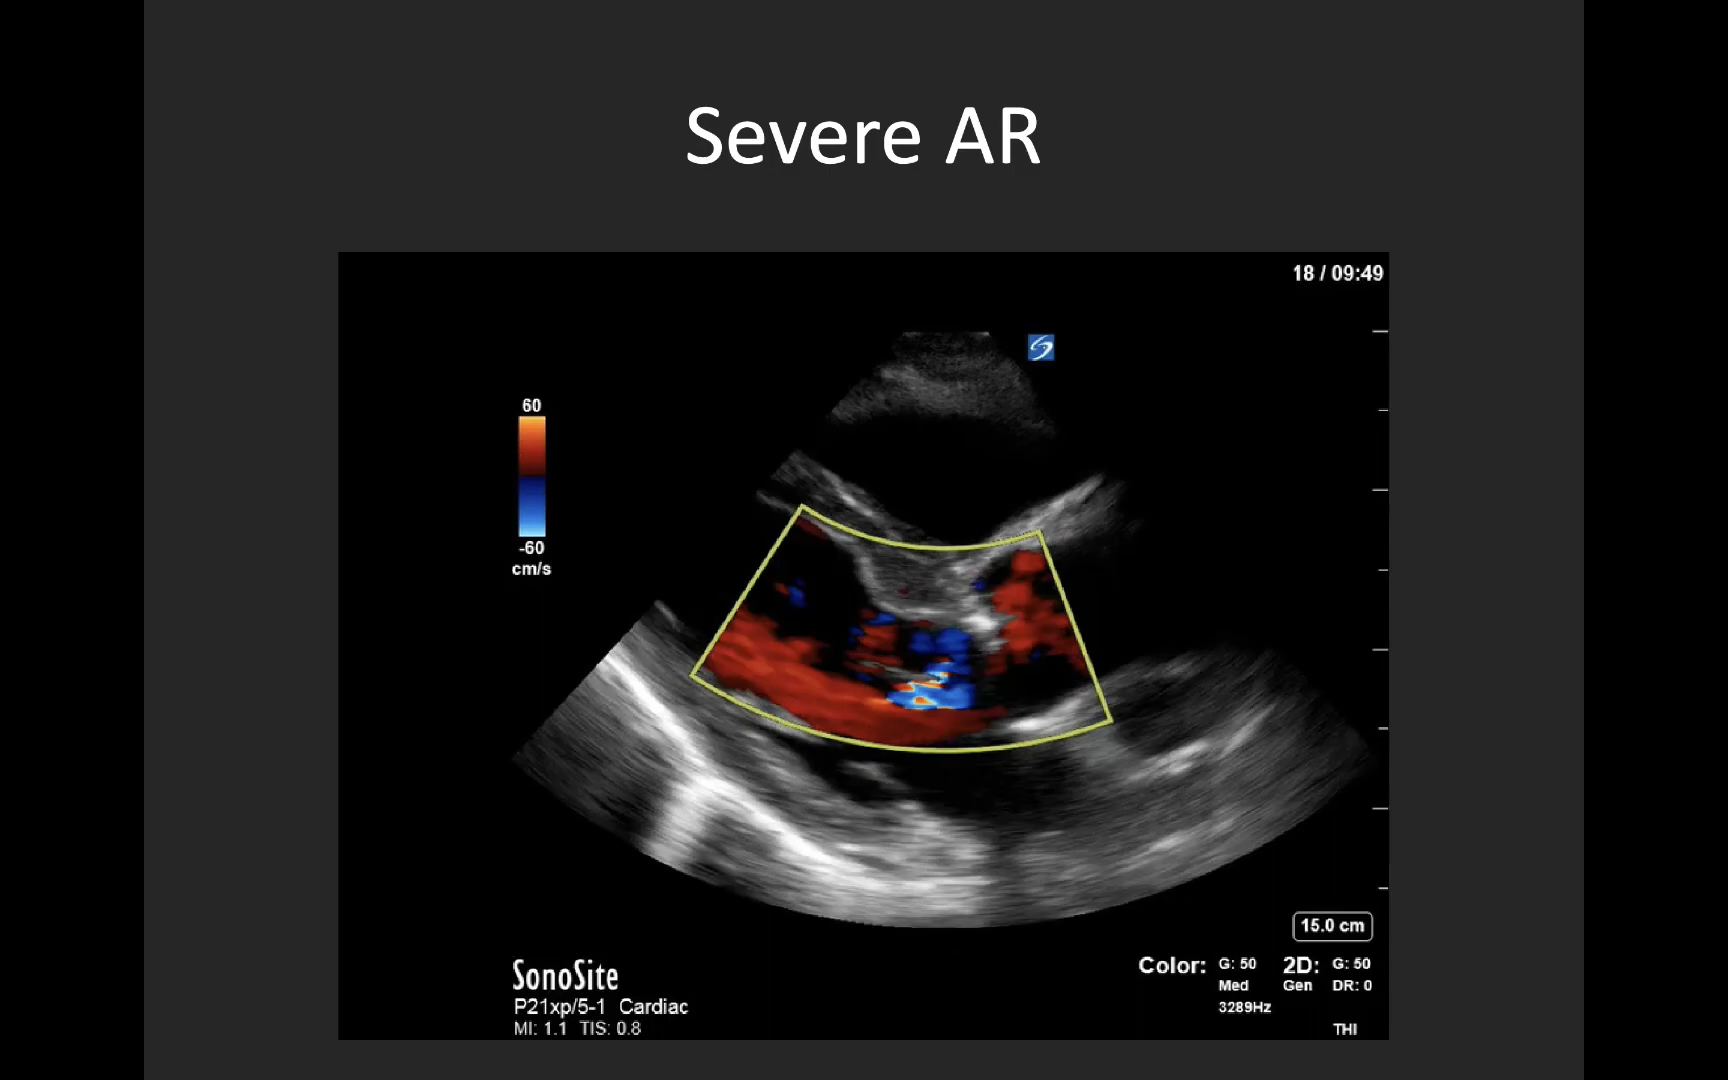 Severe AR
18 / 09:49
60
-60
cm/s
15.0 cm
SonoSite
P21xp/5-1 Cardiac
MI: 1.1 TIS: 0.8
Color: G: 50 2D: G: 50
Med Gen DR: 0
3289Hz
THI